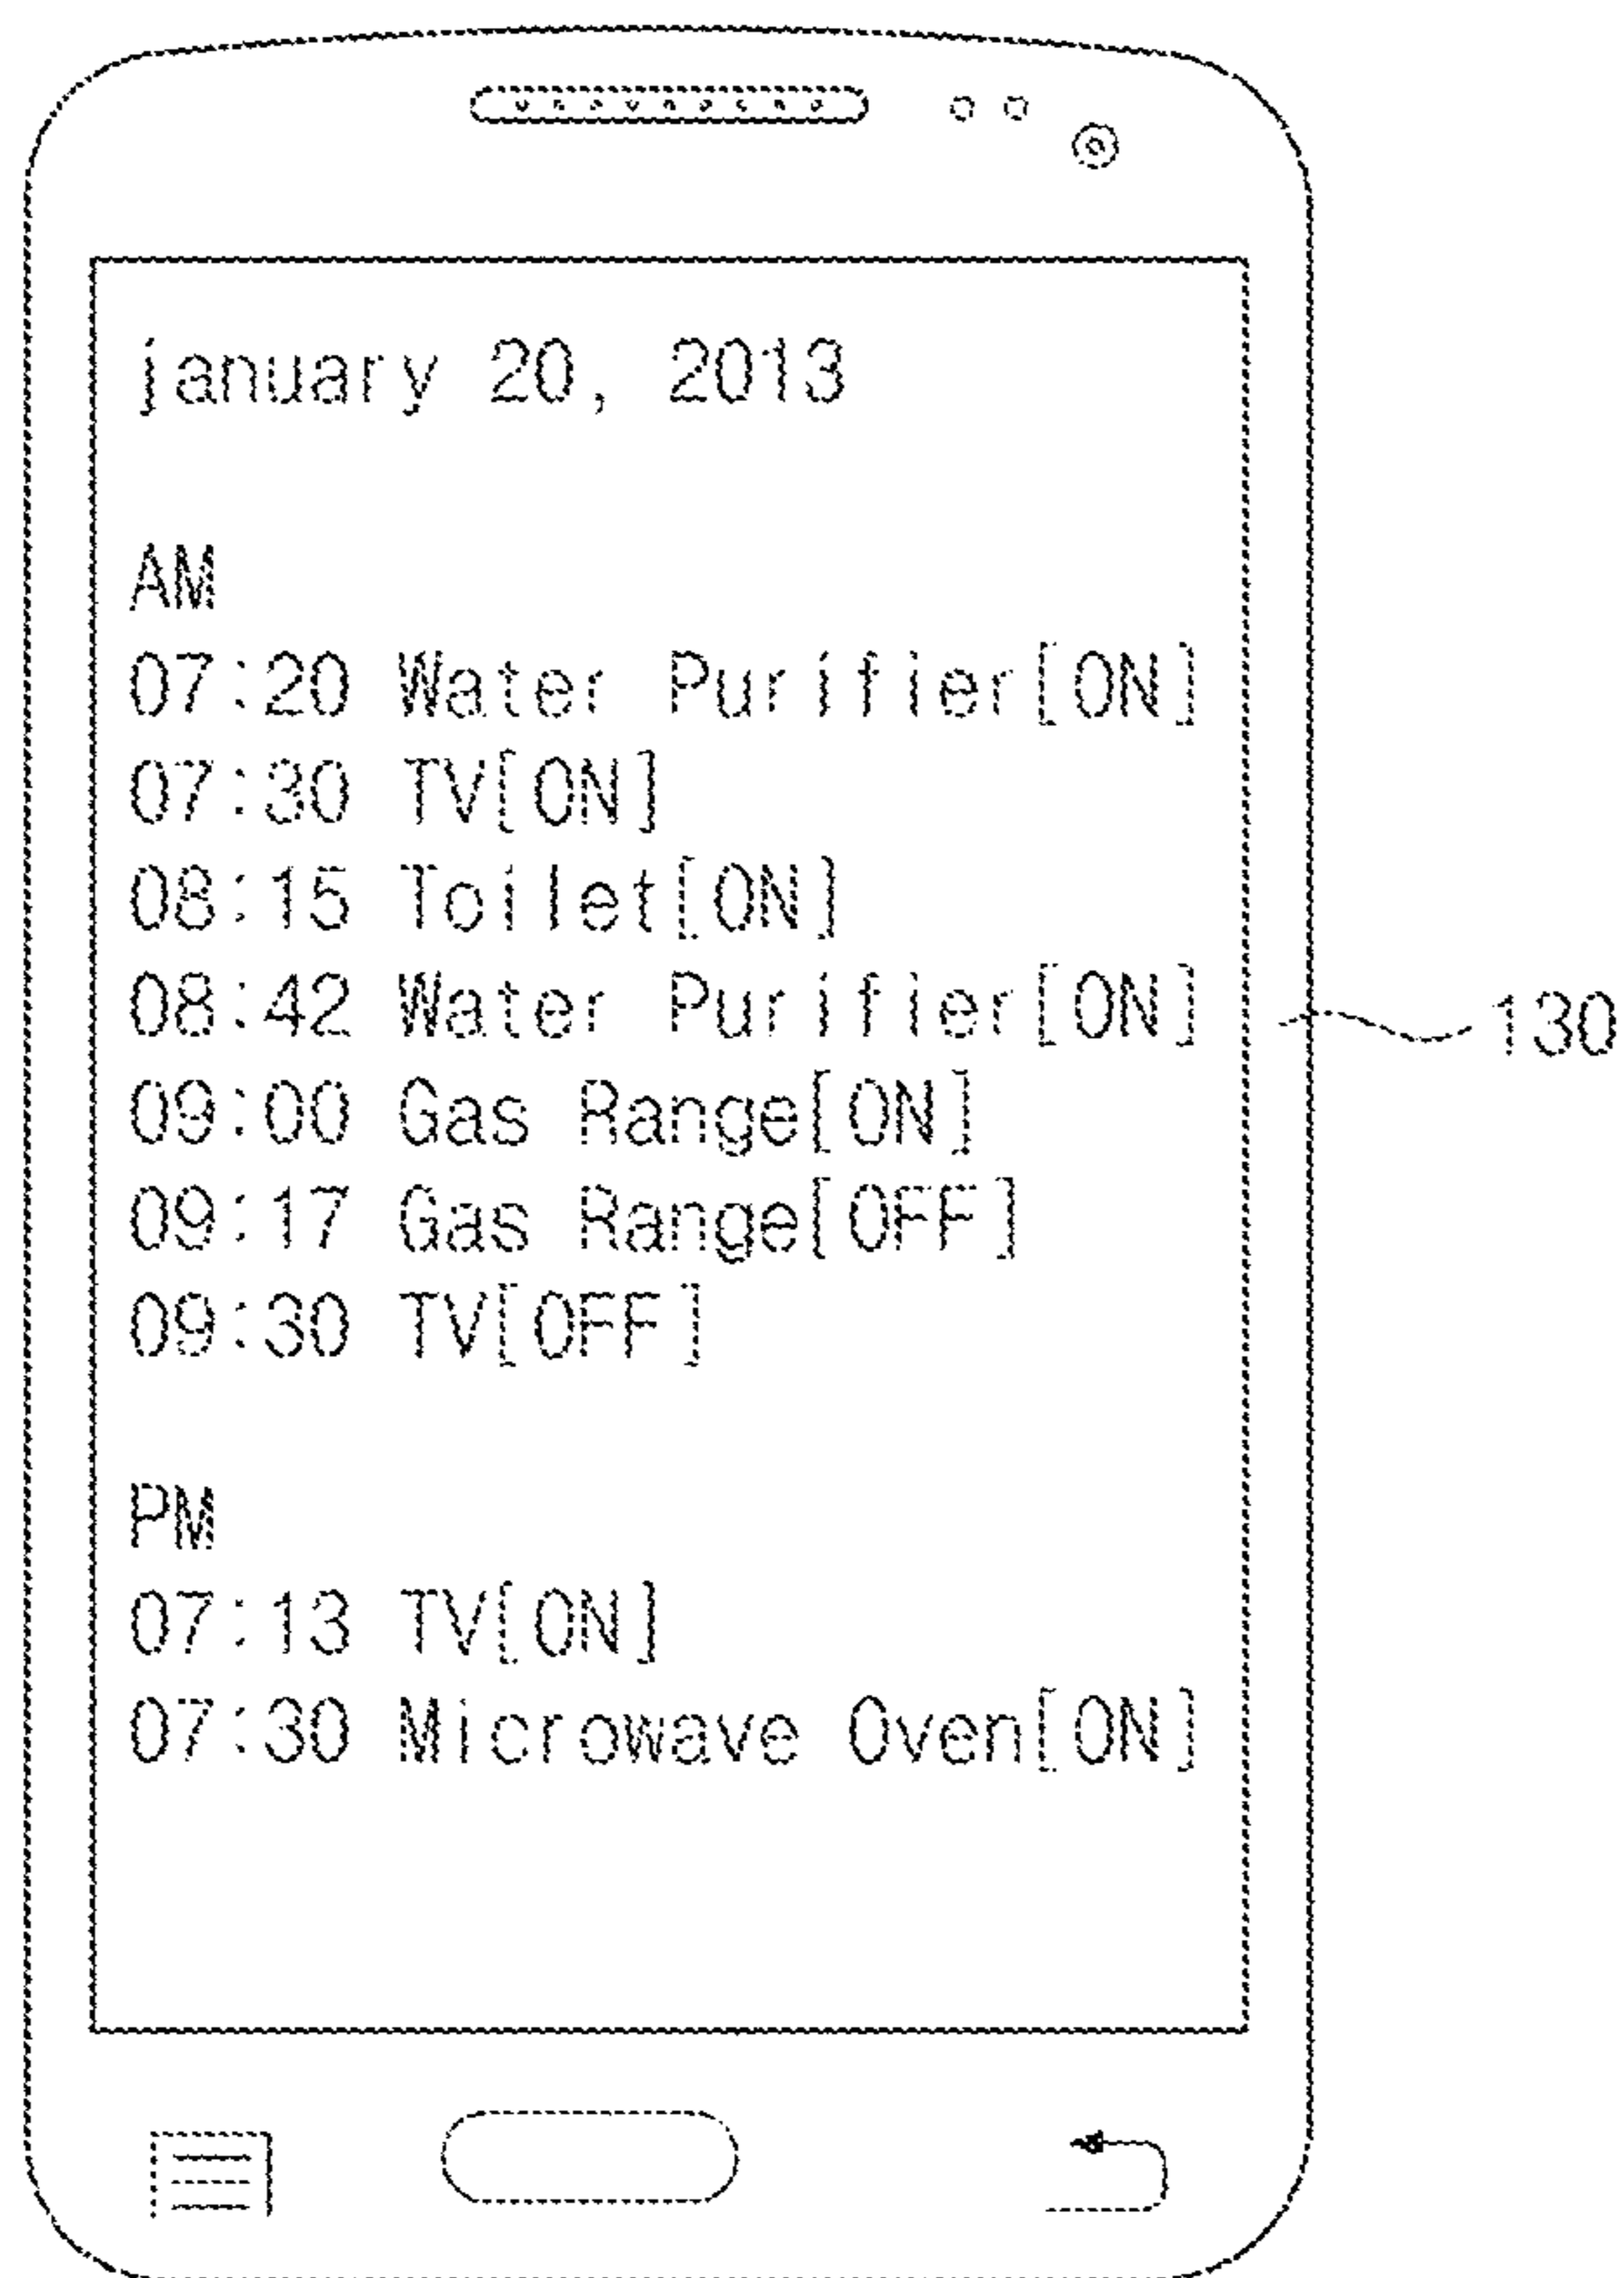 january 20, 2013
AM
07:20 Water Purifier[ON]
07:30 TV[ON]
08:15 Toilet[ON]
08:42 Water Purifier[ON]
130
09:00 Gas Range[ON]
09:17 Gas Range[OFF]
09:30 TV[OFF]
PM
07:13 TV[ON]
07:30 Microwave Oven[ON]